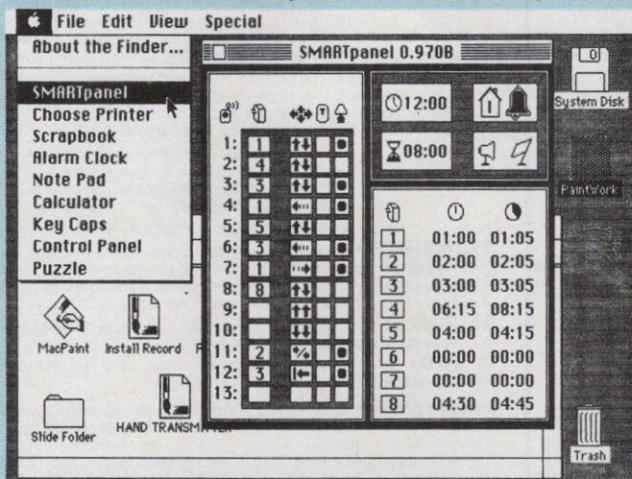 File Edit View Special
About the Finder...
SMARTpanel
Choose Printer
Scrapbook
Alarm Clock
Note Pad
Calculator
Key Caps
Control Panel
Puzzle
MacPaint
Install Record
Slide Folder
HAND TRANSMITTER
SMARTpanel 0.970B
1: 1
2: 4
3: 3
4: 1
5: 5
6: 3
7: 1
8: 8
9:
10:
11: 2
12: 3
13:
12:00
08:00
1 01:00 01:05
2 02:00 02:05
3 03:00 03:05
4 06:15 08:15
5 04:00 04:15
6 00:00 00:00
7 00:00 00:00
8 04:30 04:45
System Disk
PaintWork
Trash